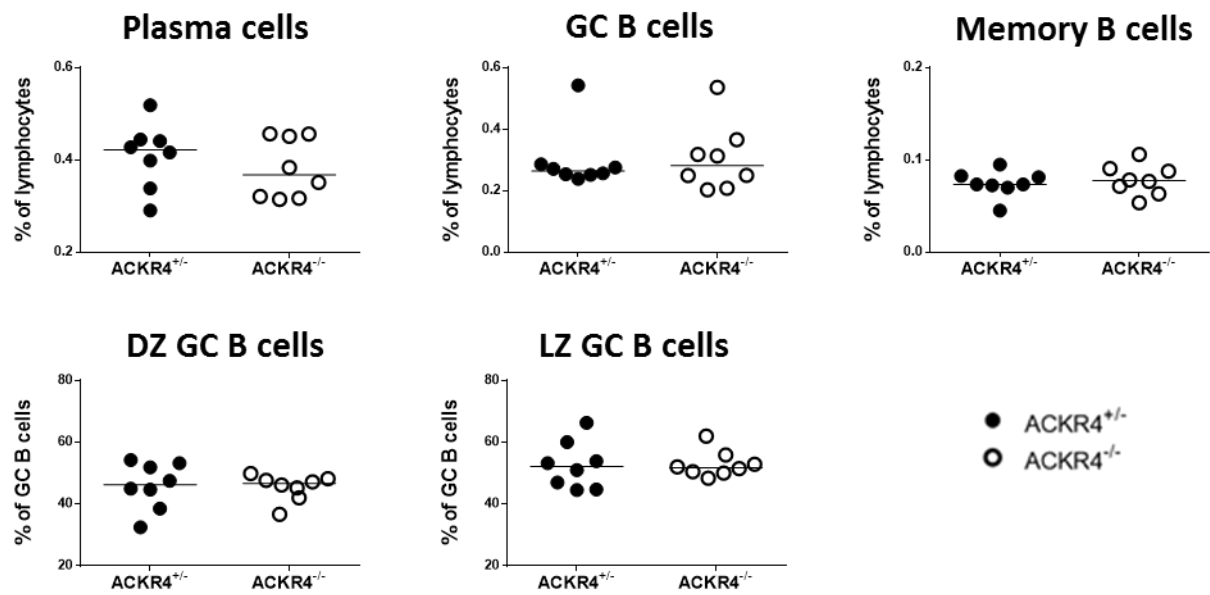 Plasma cells
GC B cells
Memory B cells
% of lymphocytes
0.6
0.4
0.2
ACKR4+/-
ACKR4-/-
% of lymphocytes
0.6
0.4
0.2
0.0
ACKR4+/-
ACKR4-/-
% of lymphocytes
0.2
0.1
0.0
ACKR4+/-
ACKR4-/-
DZ GC B cells
LZ GC B cells
% of GC B cells
80
60
40
20
ACKR4+/-
ACKR4-/-
% of GC B cells
80
60
40
20
ACKR4+/-
ACKR4-/-
ACKR4+/-
ACKR4-/-